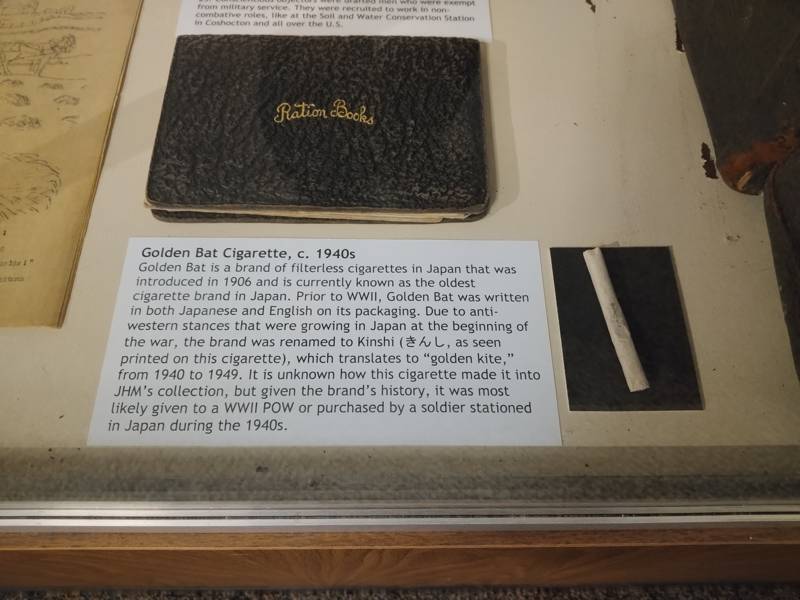 from military service. They were recruited to work in non-
combative roles, like at the Soil and Water Conservation Station
in Coshocton and all over the U.S.
Ration Books
Golden Bat Cigarette, c. 1940s
Golden Bat is a brand of filterless cigarettes in Japan that was
introduced in 1906 and is currently known as the oldest
cigarette brand in Japan. Prior to WWII, Golden Bat was written
in both Japanese and English on its packaging. Due to anti-
western stances that were growing in Japan at the beginning of
the war, the brand was renamed to Kinshi (きんし, as seen
printed on this cigarette), which translates to “golden kite,”
from 1940 to 1949. It is unknown how this cigarette made it into
JHM’s collection, but given the brand’s history, it was most
likely given to a WWII POW or purchased by a soldier stationed
in Japan during the 1940s.